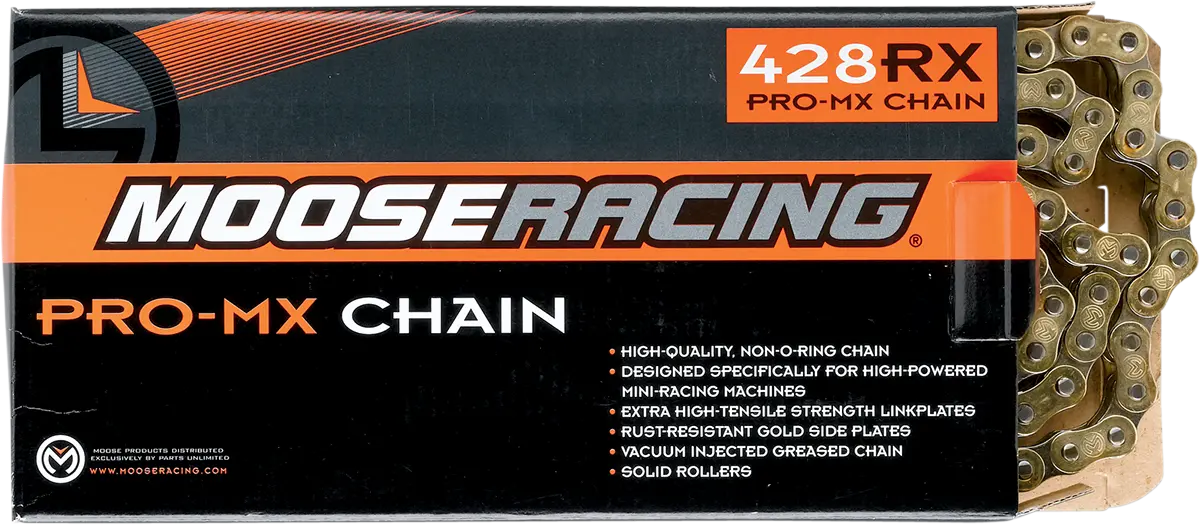 428RX
PRO-MX CHAIN
MOOSERACING®
PRO-MX CHAIN
• HIGH-QUALITY, NON-O-RING CHAIN
• DESIGNED SPECIFICALLY FOR HIGH-POWERED
MINI-RACING MACHINES
• EXTRA HIGH-TENSILE STRENGTH LINKPLATES
• RUST-RESISTANT GOLD SIDE PLATES
• VACUUM INJECTED GREASED CHAIN
• SOLID ROLLERS
MOOSE PRODUCTS DISTRIBUTED
EXCLUSIVELY BY PARTS UNLIMITED
WWW.MOOSERACING.COM